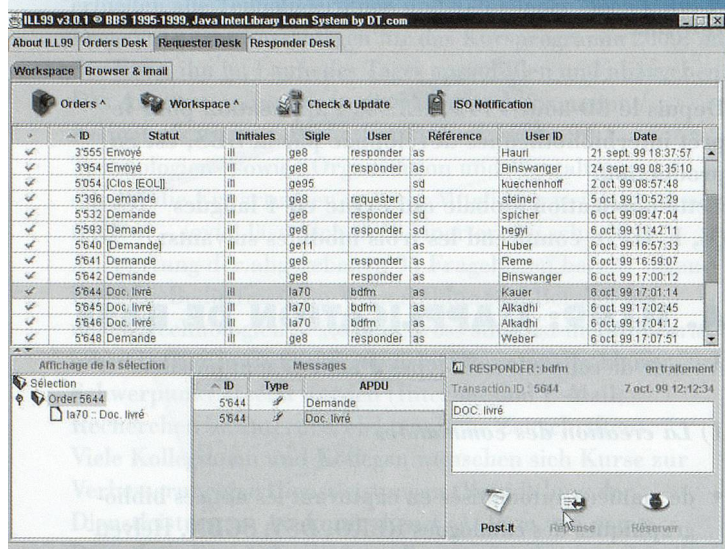 ILL99 v3.0.1 © BBS 1995-1999, Java InterLibrary Loan System by DT.com
About ILL99 Orders Desk Requester Desk Responder Desk
Workspace Browser & Imail
Orders ^ Workspace ^ Check & Update ISO Notification
ID Statut Initiales Sigle User Référence User ID Date
3'555 Envoyé ill ge8 responder as Hauri 21 sept. 99 18:37:57
3'954 Envoyé ill ge8 responder as Binswanger 24 sept. 99 08:35:10
5'054 [Clos [EOL]] ill ge95 sd kuechenhoff 2 oct. 99 08:57:48
5'396 Demande ill ge8 requester as steiner 5 oct. 99 10:52:29
5'532 Demande ill ge8 responder sd spicher 6 oct. 99 09:47:04
5'593 Demande ill ge8 responder sd hegyi 6 oct. 99 11:42:11
5'640 [Demande] ill ge11 as Huber 6 oct. 99 16:57:33
5'641 Demande ill ge8 responder as Reme 6 oct. 99 16:59:07
5'642 Demande ill ge8 responder as Binswanger 6 oct. 99 17:00:12
5'644 Doc. livré ill la70 bdfm as Kauer 6 oct. 99 17:01:14
5'645 Doc. livré ill la70 bdfm as Alkadhi 6 oct. 99 17:02:45
5'646 Doc. livré ill la70 bdfm as Alkadhi 6 oct. 99 17:04:12
5'648 Demande ill ge8 responder as Weber 6 oct. 99 17:07:51
Affichage de la sélection
Sélection
Order 5644
la70 :: Doc. livré
Messages
ID Type APDU
5'644 Demande
5'644 Doc. livré
RESPONDER : bdfm en traitement
Transaction ID 5644 7 oct. 99 12:12:34
DOC. livré
Post-It Réponse Réserver